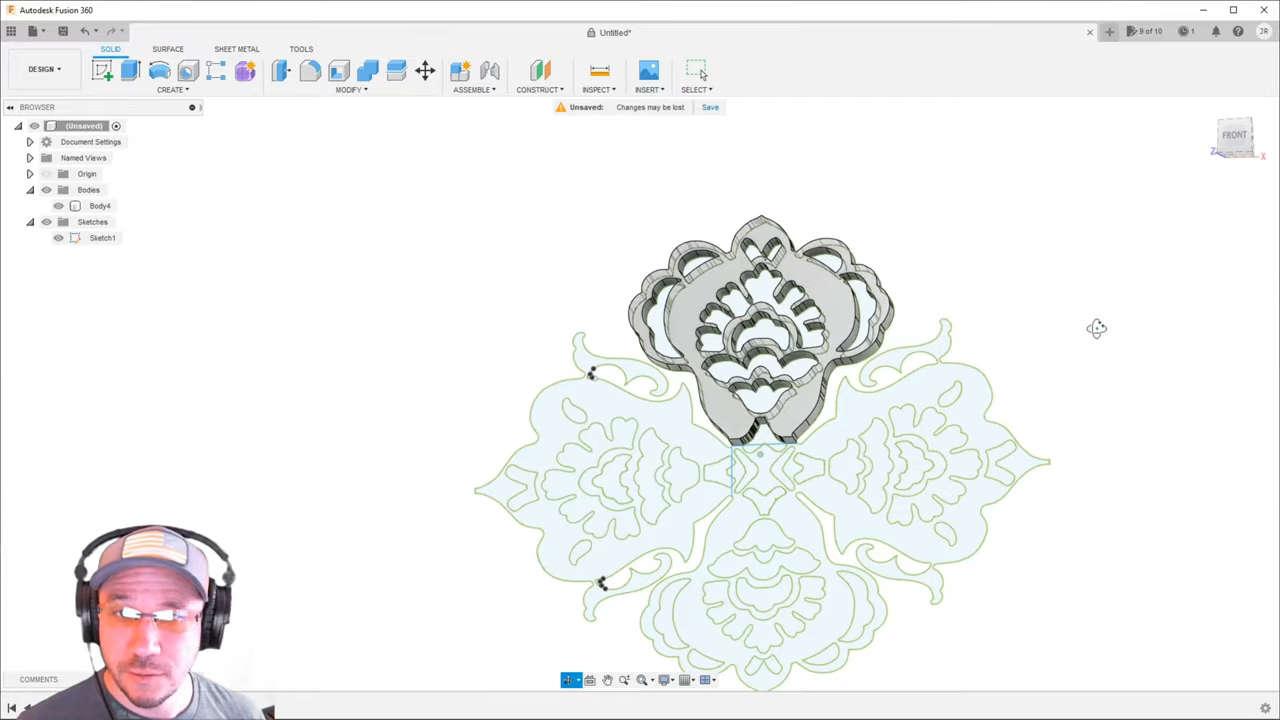 Autodesk Fusion 360
Untitled*
9 of 10
1
DR
SOLID SURFACE SHEET METAL TOOLS
DESIGN
CREATE MODIFY ASSEMBLE CONSTRUCT INSPECT INSERT SELECT
BROWSER
Unsaved: Changes may be lost Save
(Unsaved)
Document Settings
Named Views
Origin
Bodies
Body4
Sketches
Sketch1
FRONT
Z
X
COMMENTS